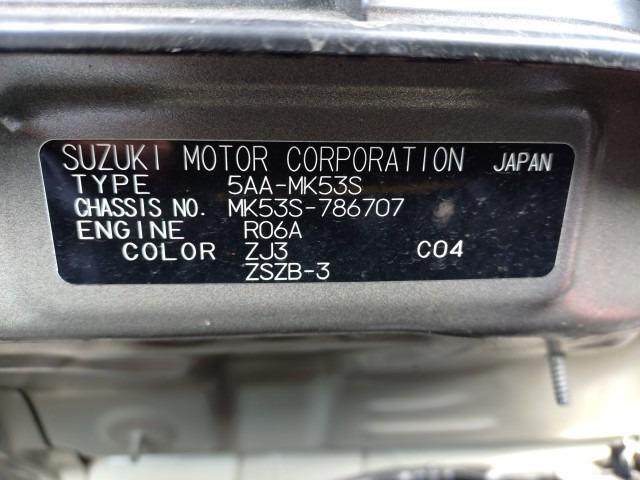 SUZUKI MOTOR CORPORATION JAPAN
TYPE 5AA-MK53S
CHASSIS NO. MK53S-786707
ENGINE R06A
COLOR ZJ3 C04
ZSZB-3